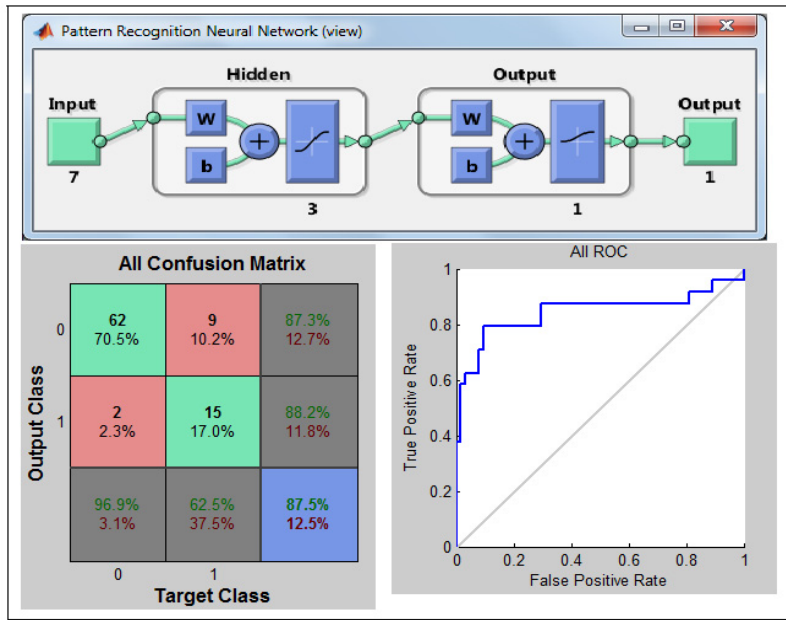 Pattern Recognition Neural Network (view)
Hidden
Output
Input
Output
W
b
+
W
b
+
7
3
1
1
All Confusion Matrix
Output Class
0
62
70.5%
9
10.2%
87.3%
12.7%
1
2
2.3%
15
17.0%
88.2%
11.8%
96.9%
3.1%
62.5%
37.5%
87.5%
12.5%
0
1
Target Class
All ROC
True Positive Rate
1
0.8
0.6
0.4
0.2
0
0
0.2
0.4
0.6
0.8
1
False Positive Rate